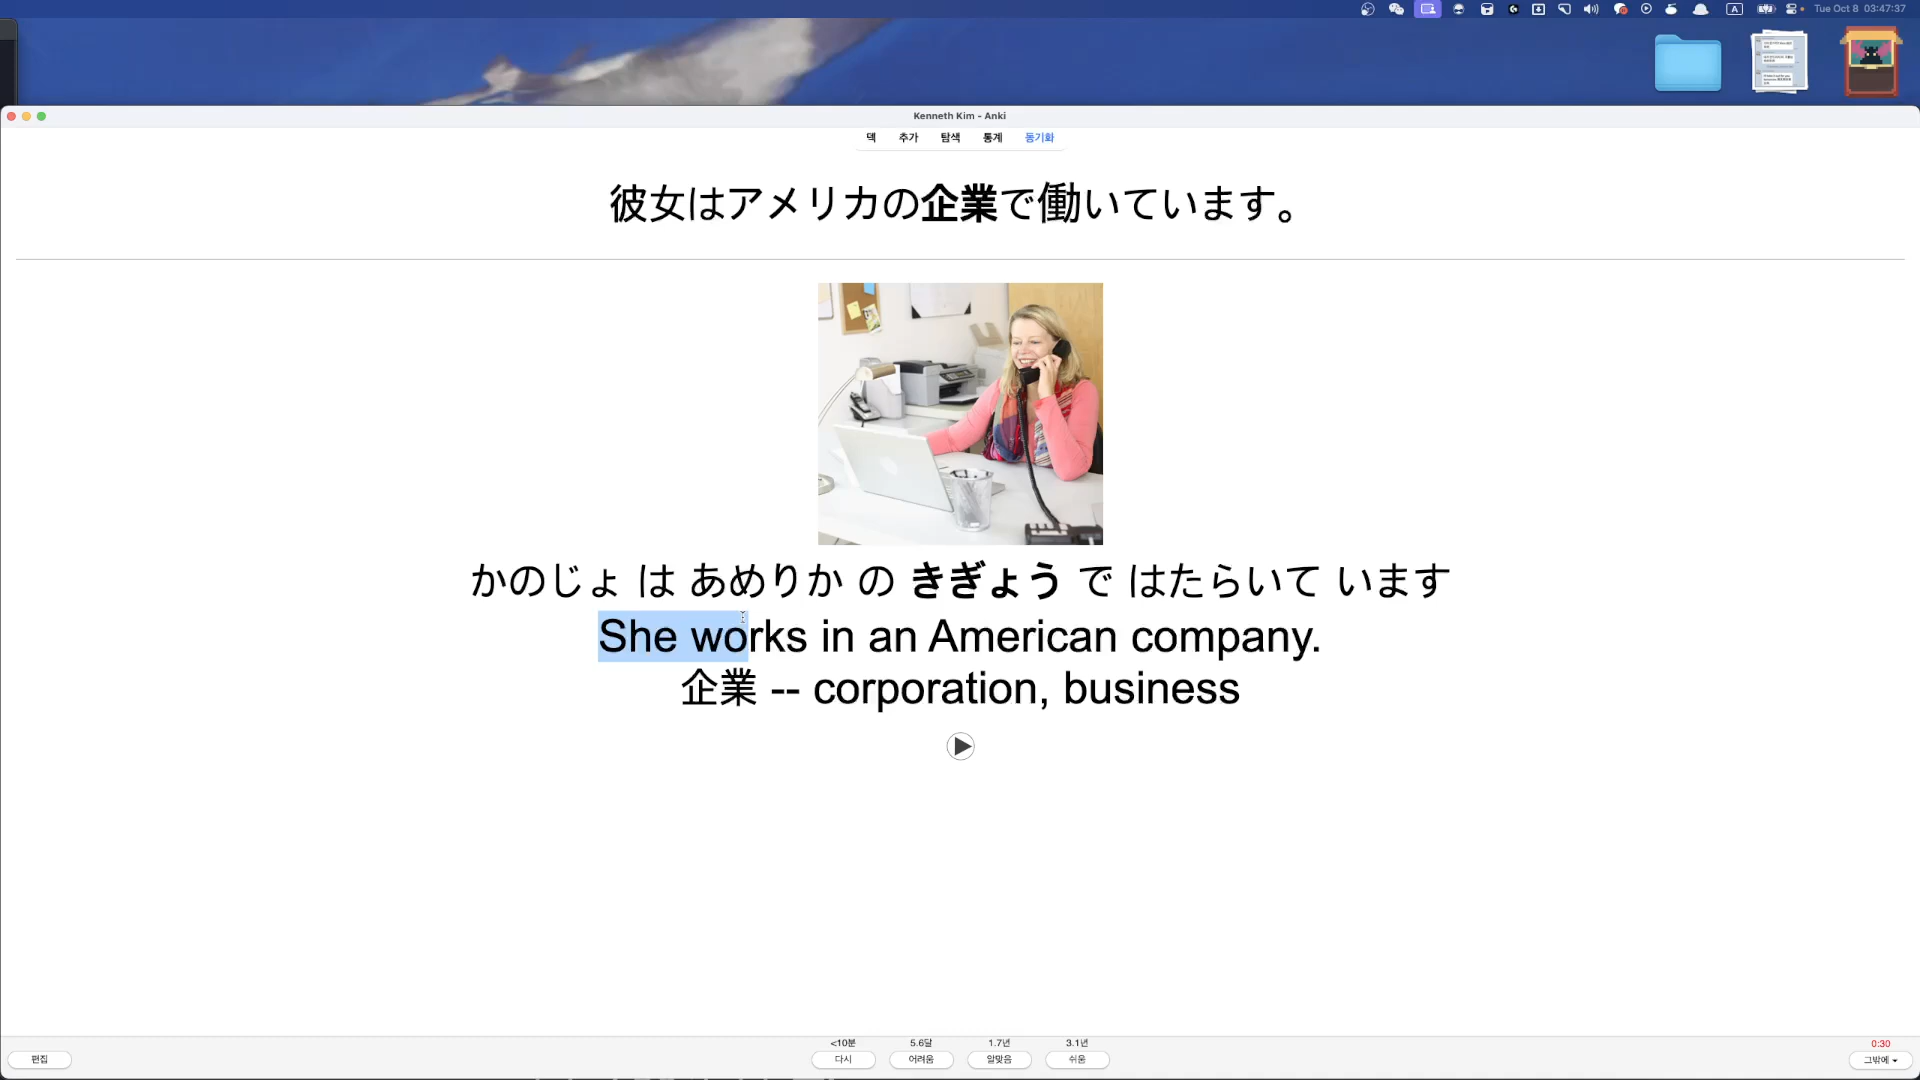 Tue Oct 8 03:47:37
Kenneth Kim - Anki
덱 추가 탐색 통계 동기화
彼女はアメリカの企業で働いています。
かのじょ は あめりか の きぎょう で はたらいて います
She works in an American company.
企業 -- corporation, business
<10분 5.6달 1.7년 3.1년 0:30
편집 다시 어려움 알맞음 쉬움 그밖에